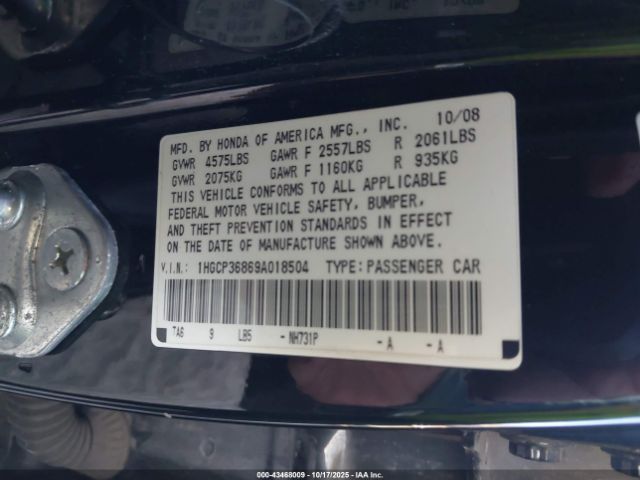 MFD. BY HONDA OF AMERICA MFG., INC. 10/08
GVWR 4575LBS GAWR F 2557LBS R 2061LBS
GVWR 2075KG GAWR F 1160KG R 935KG
THIS VEHICLE CONFORMS TO ALL APPLICABLE
FEDERAL MOTOR VEHICLE SAFETY, BUMPER,
AND THEFT PREVENTION STANDARDS IN EFFECT
ON THE DATE OF MANUFACTURE SHOWN ABOVE.
V.I.N.: 1HGCP36869A018504 TYPE: PASSENGER CAR
TAG 9 LB5 - NH731P - A - A
000-43468009 | 10/17/2025 | IAA Inc.